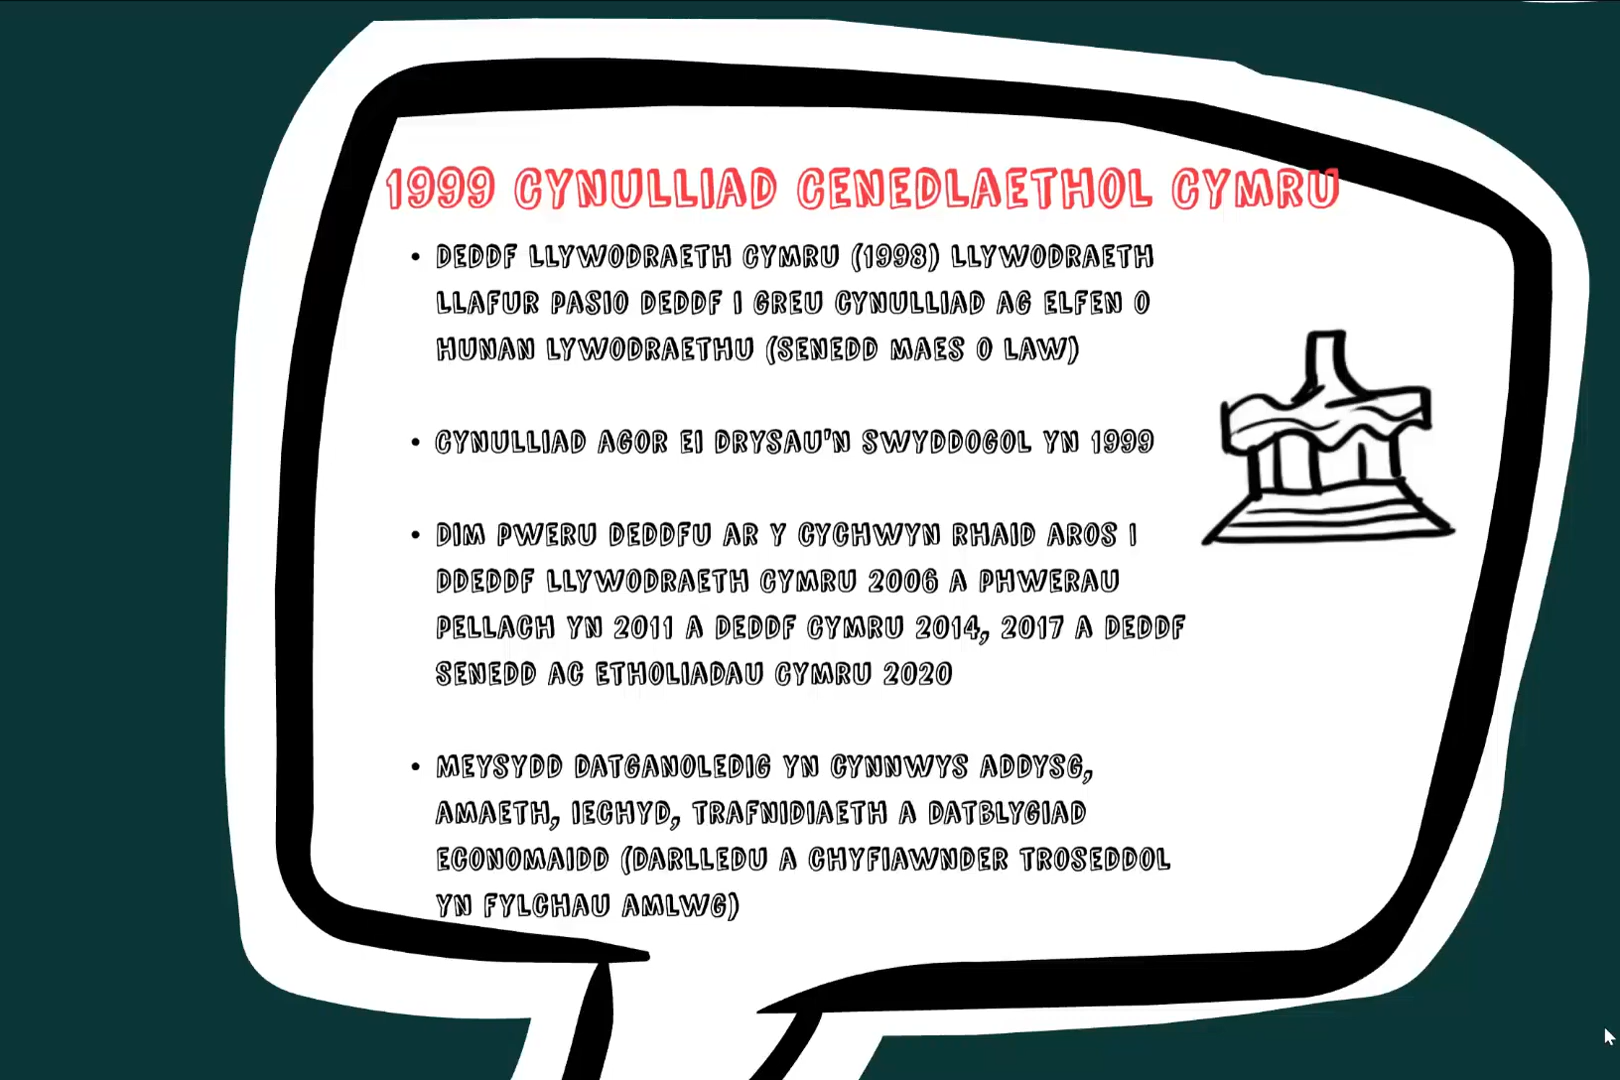 1999 CYNULLIAD CENEDLAETHOL CYMRU
• DEDDF LLYWODRAETH CYMRU (1998) LLYWODRAETH
LLAFUR PASIO DEDDF I GREU CYNULLIAD AG ELFEN O
HUNAN LYWODRAETHU (SENEDD MAES O LAW)
• CYNULLIAD AGOR EI DRYSAU'N SWYDDOGOL YN 1999
• DIM PWERU DEDDFU AR Y CYCHWYN RHAID AROS I
DDEDDF LLYWODRAETH CYMRU 2006 A PHWERAU
PELLACH YN 2011 A DEDDF CYMRU 2014, 2017 A DEDDF
SENEDD AC ETHOLIADAU CYMRU 2020
• MEYSYDD DATGANOLEDIG YN CYNNWYS ADDYSG,
AMAETH, IECHYD, TRAFNIDIAETH A DATBLYGIAD
ECONOMAIDD (DARLLEDU A CHYFIAWNDER TROSEDDOL
YN FYLCHAU AMLWG)